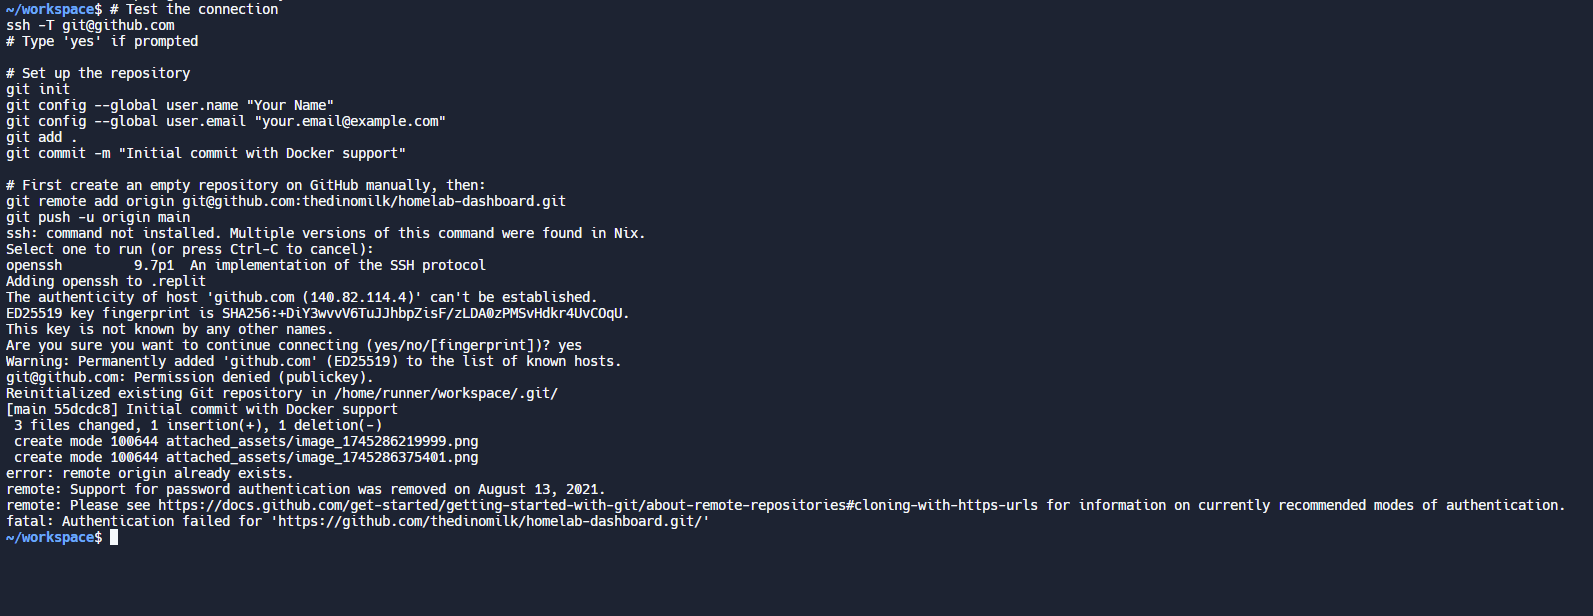 ~/workspace$ # Test the connection
ssh -T git@github.com
# Type 'yes' if prompted
# Set up the repository
git init
git config --global user.name "Your Name"
git config --global user.email "your.email@example.com"
git add .
git commit -m "Initial commit with Docker support"
# First create an empty repository on GitHub manually, then:
git remote add origin git@github.com:thedinomilk/homelab-dashboard.git
git push -u origin main
ssh: command not installed. Multiple versions of this command were found in Nix.
Select one to run (or press Ctrl-C to cancel):
openssh         9.7p1  An implementation of the SSH protocol
Adding openssh to .replit
The authenticity of host 'github.com (140.82.114.4)' can't be established.
ED25519 key fingerprint is SHA256:+DiY3wvvV6TuJJhbpZisF/zLDA0zPMSvHdkr4UvCOqU.
This key is not known by any other names.
Are you sure you want to continue connecting (yes/no/[fingerprint])? yes
Warning: Permanently added 'github.com' (ED25519) to the list of known hosts.
git@github.com: Permission denied (publickey).
Reinitialized existing Git repository in /home/runner/workspace/.git/
[main 55dcdc8] Initial commit with Docker support
 3 files changed, 1 insertion(+), 1 deletion(-)
 create mode 100644 attached_assets/image_1745286219999.png
 create mode 100644 attached_assets/image_1745286375401.png
error: remote origin already exists.
remote: Support for password authentication was removed on August 13, 2021.
remote: Please see https://docs.github.com/get-started/getting-started-with-git/about-remote-repositories#cloning-with-https-urls for information on currently recommended modes of authentication.
fatal: Authentication failed for 'https://github.com/thedinomilk/homelab-dashboard.git/'
~/workspace$